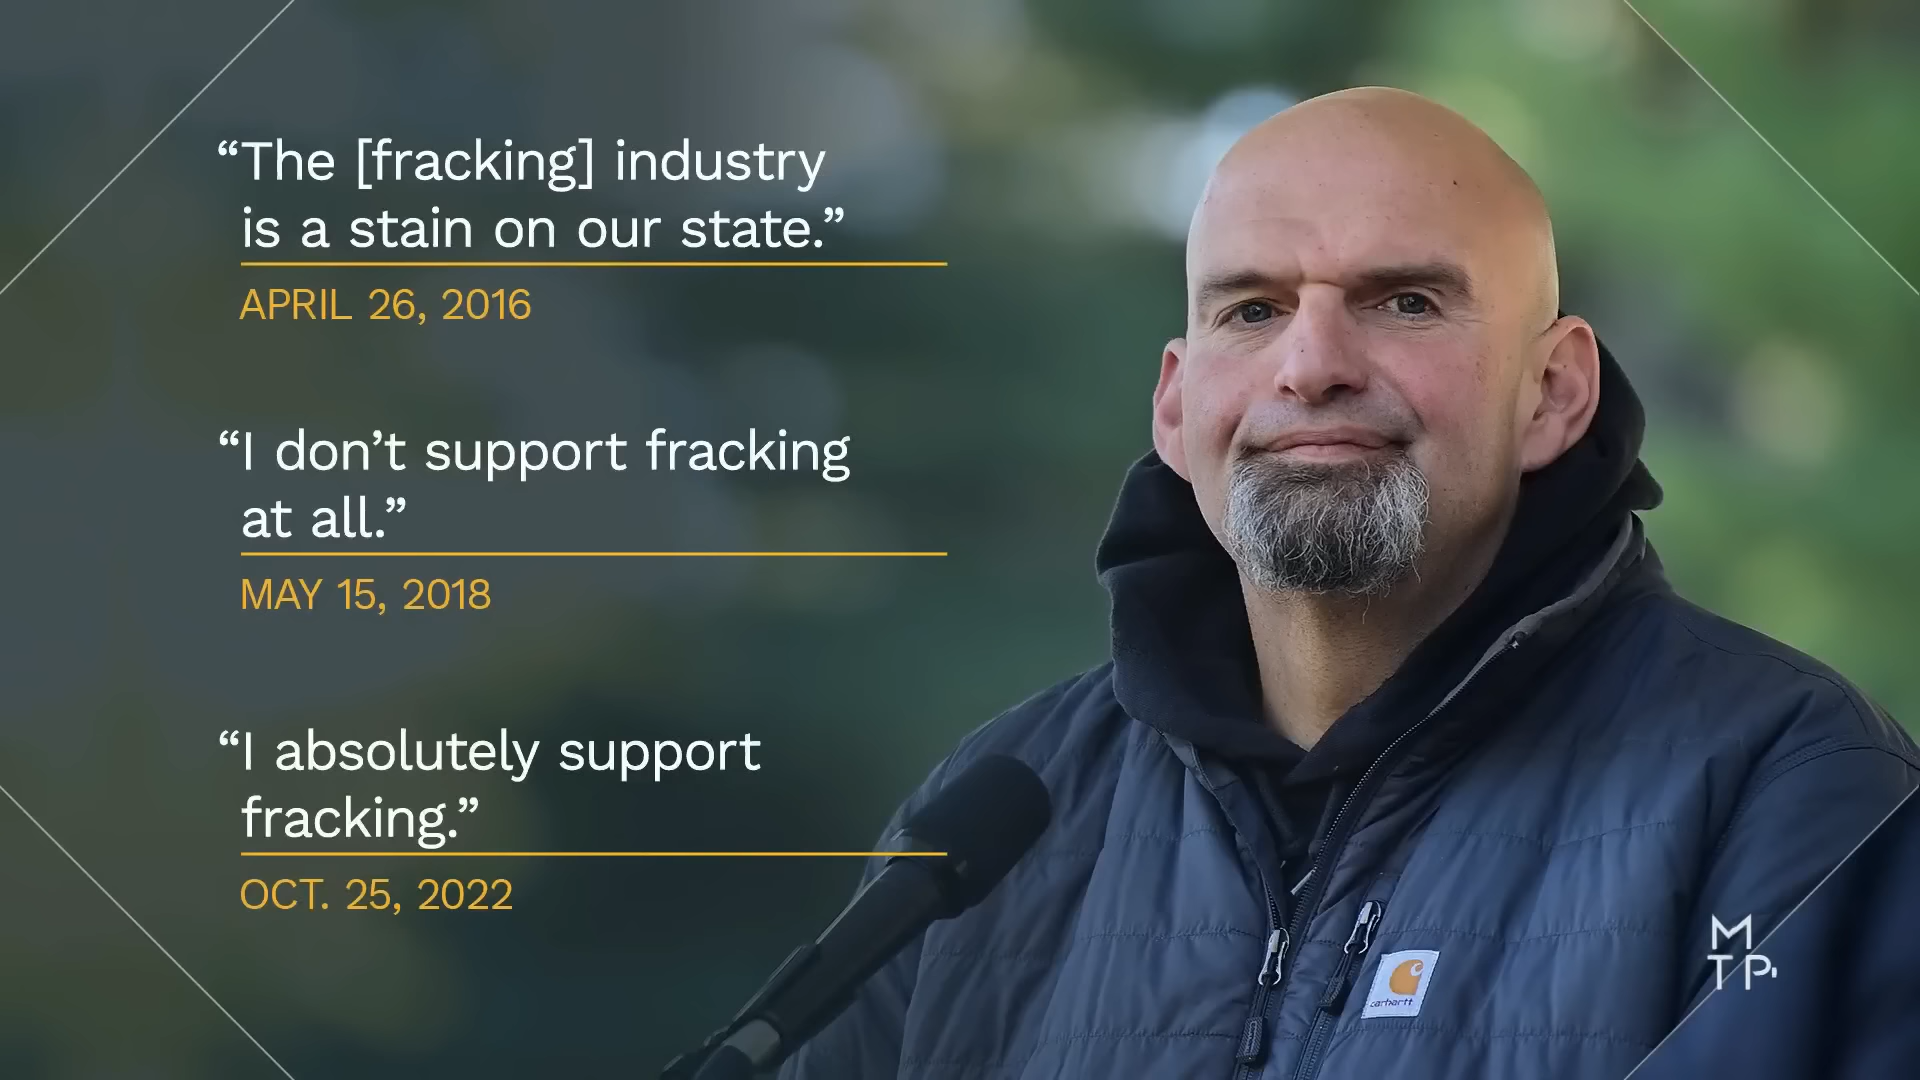 “The [fracking] industry
is a stain on our state.”
APRIL 26, 2016
“I don’t support fracking
at all.”
MAY 15, 2018
“I absolutely support
fracking.”
OCT. 25, 2022
carhartt
M
TP